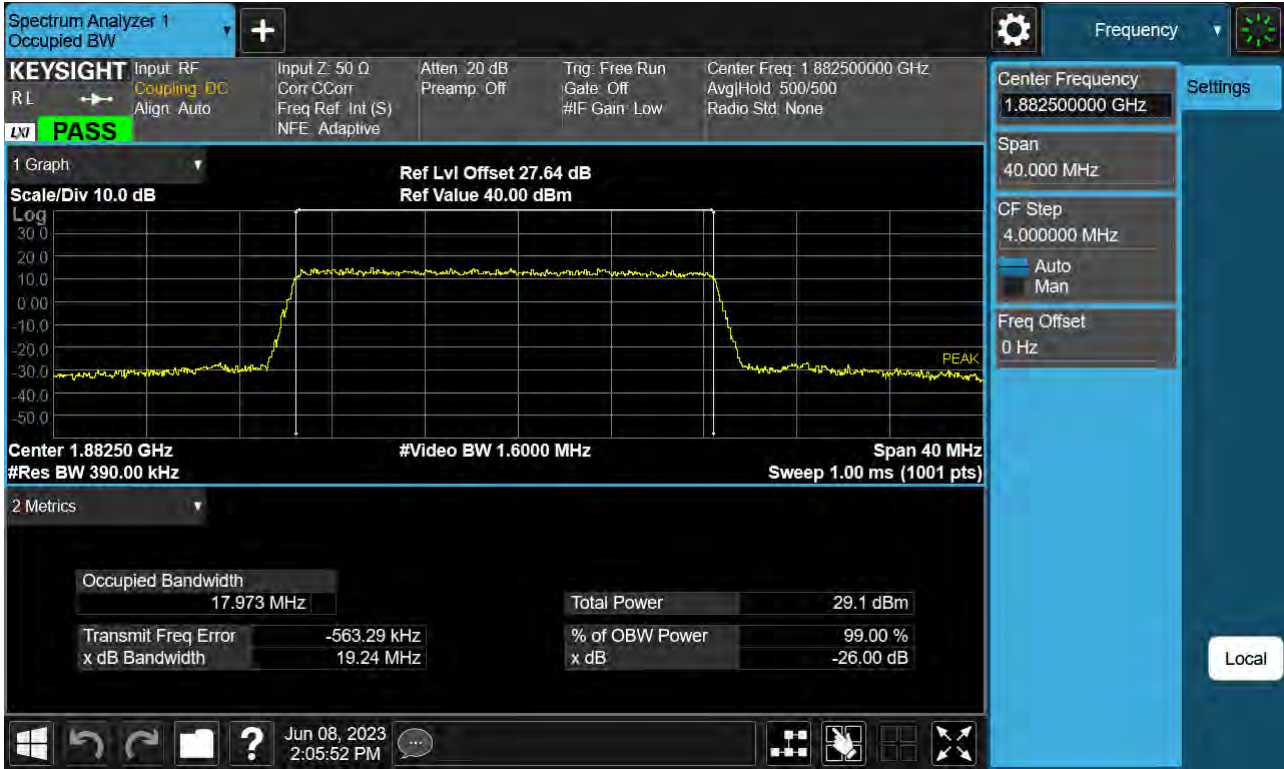 Spectrum Analyzer 1
Occupied BW
+
Frequency
KEYSIGHT
R L
LXI
PASS
Input: RF
Coupling: DC
Align: Auto
Input Z: 50 Ω
Corr CCorr
Freq Ref: Int (S)
NFE: Adaptive
Atten: 20 dB
Preamp: Off
Trig: Free Run
Gate: Off
#IF Gain: Low
Center Freq: 1.882500000 GHz
Avg|Hold: 500/500
Radio Std: None
Center Frequency
1.882500000 GHz
Settings
Span
40.000 MHz
CF Step
4.000000 MHz
Auto
Man
Freq Offset
0 Hz
Local
1 Graph
Scale/Div 10.0 dB
Ref Lvl Offset 27.64 dB
Ref Value 40.00 dBm
Log
30.0
20.0
10.0
0.00
-10.0
-20.0
-30.0
-40.0
-50.0
PEAK
Center 1.88250 GHz
#Video BW 1.6000 MHz
Span 40 MHz
#Res BW 390.00 kHz
Sweep 1.00 ms (1001 pts)
2 Metrics
Occupied Bandwidth
17.973 MHz
Total Power 29.1 dBm
Transmit Freq Error -563.29 kHz
% of OBW Power 99.00 %
x dB Bandwidth 19.24 MHz
x dB -26.00 dB
?
Jun 08, 2023
2:05:52 PM